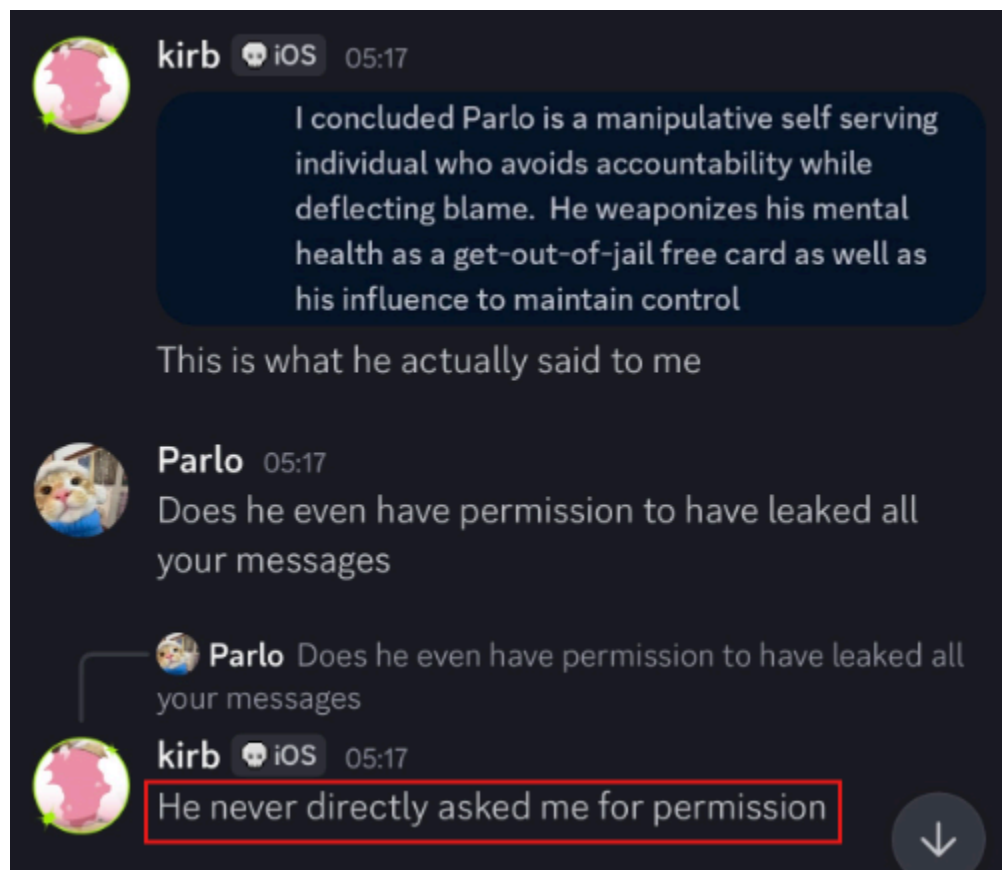 kirb 💀 iOS 05:17
I concluded Parlo is a manipulative self serving
individual who avoids accountability while
deflecting blame. He weaponizes his mental
health as a get-out-of-jail free card as well as
his influence to maintain control
This is what he actually said to me
Parlo 05:17
Does he even have permission to have leaked all
your messages
Parlo Does he even have permission to have leaked all
your messages
kirb 💀 iOS 05:17
He never directly asked me for permission